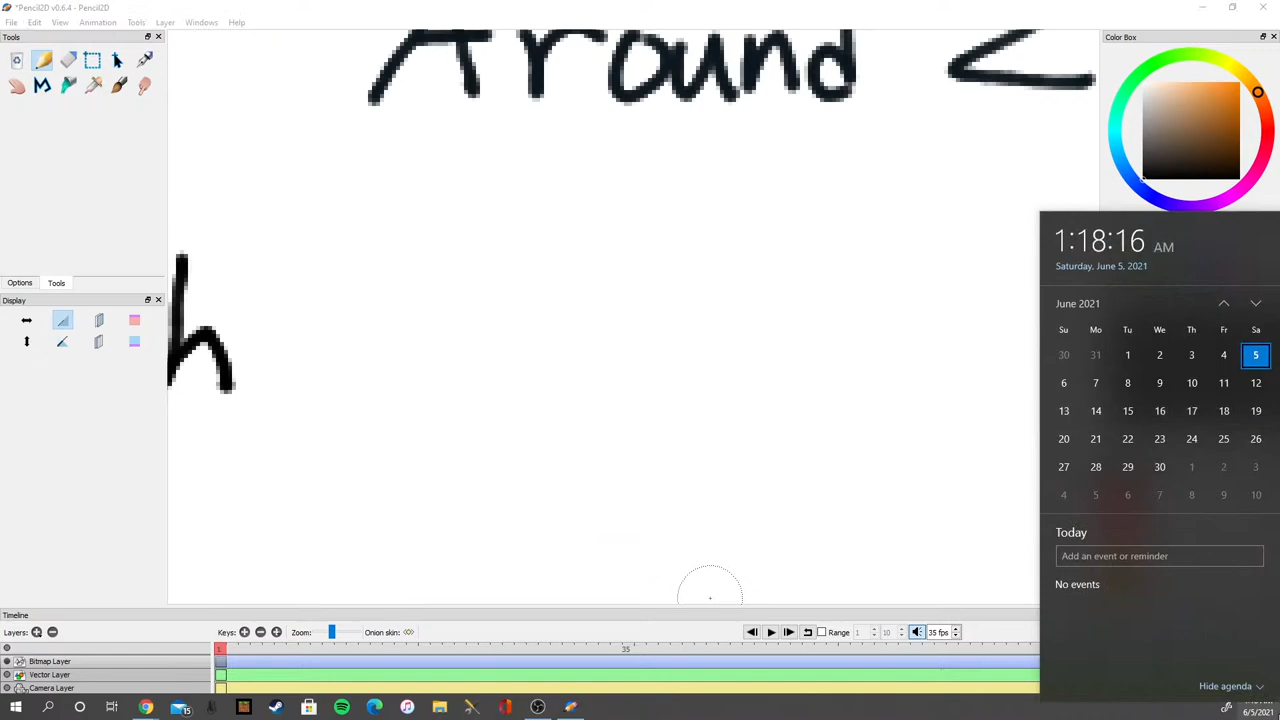 *Pencil2D v0.6.4 - Pencil2D
File Edit View Animation Tools Layer Windows Help
Tools
Color Box
Around
h
Options Tools
Display
1:18:16 AM
Saturday, June 5, 2021
June 2021
Su Mo Tu We Th Fr Sa
30 31 1 2 3 4 5
6 7 8 9 10 11 12
13 14 15 16 17 18 19
20 21 22 23 24 25 26
27 28 29 30 1 2 3
4 5 6 7 8 9 10
Today
Add an event or reminder
No events
Hide agenda
Timeline
Layers: Keys: Zoom: Onion skin: Range 1 10 35 fps
1 35
Bitmap Layer
Vector Layer
Camera Layer
15
6/5/2021